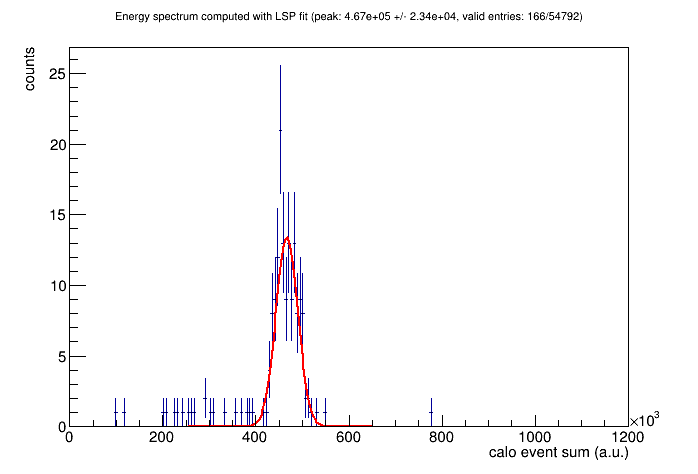 Energy spectrum computed with LSP fit (peak: 4.67e+05 +/- 2.34e+04, valid entries: 166/54792)
counts
25
20
15
10
5
0
0 200 400 600 800 1000 1200
×10³
calo event sum (a.u.)